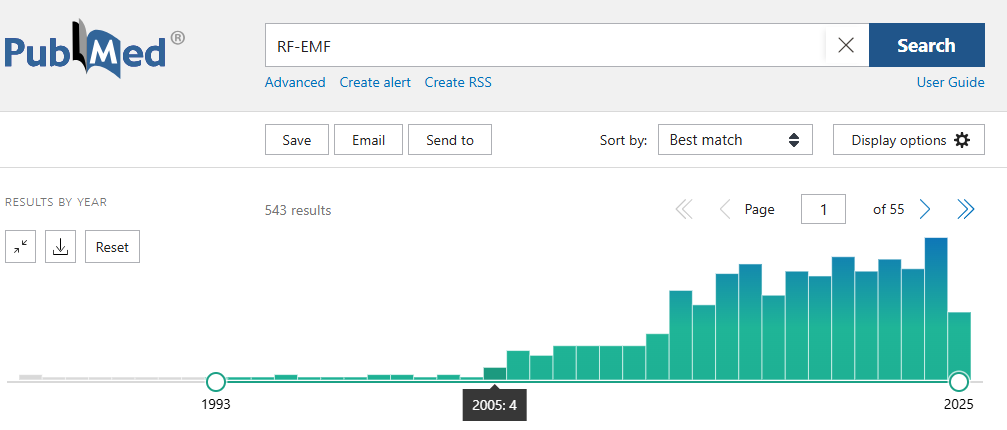 PubMed®
RF-EMF
Search
Advanced Create alert Create RSS User Guide
Save Email Send to Sort by: Best match Display options
RESULTS BY YEAR
543 results Page 1 of 55
Reset
1993 2005: 4 2025